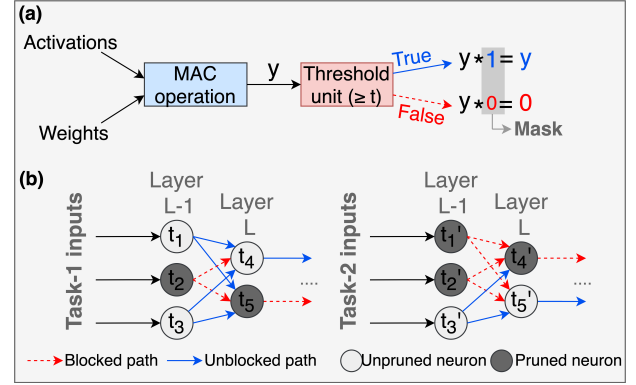 (a)
Activations
Weights
MAC
operation
y
Threshold
unit (≥ t)
True
False
y*1=y
y*0=0
Mask
(b)
Task-1 inputs
Layer
L-1
Layer
L
t1
t2
t3
t4
t5
....
Task-2 inputs
Layer
L-1
Layer
L
t1'
t2'
t3'
t4'
t5'
....
Blocked path
Unblocked path
Unpruned neuron
Pruned neuron